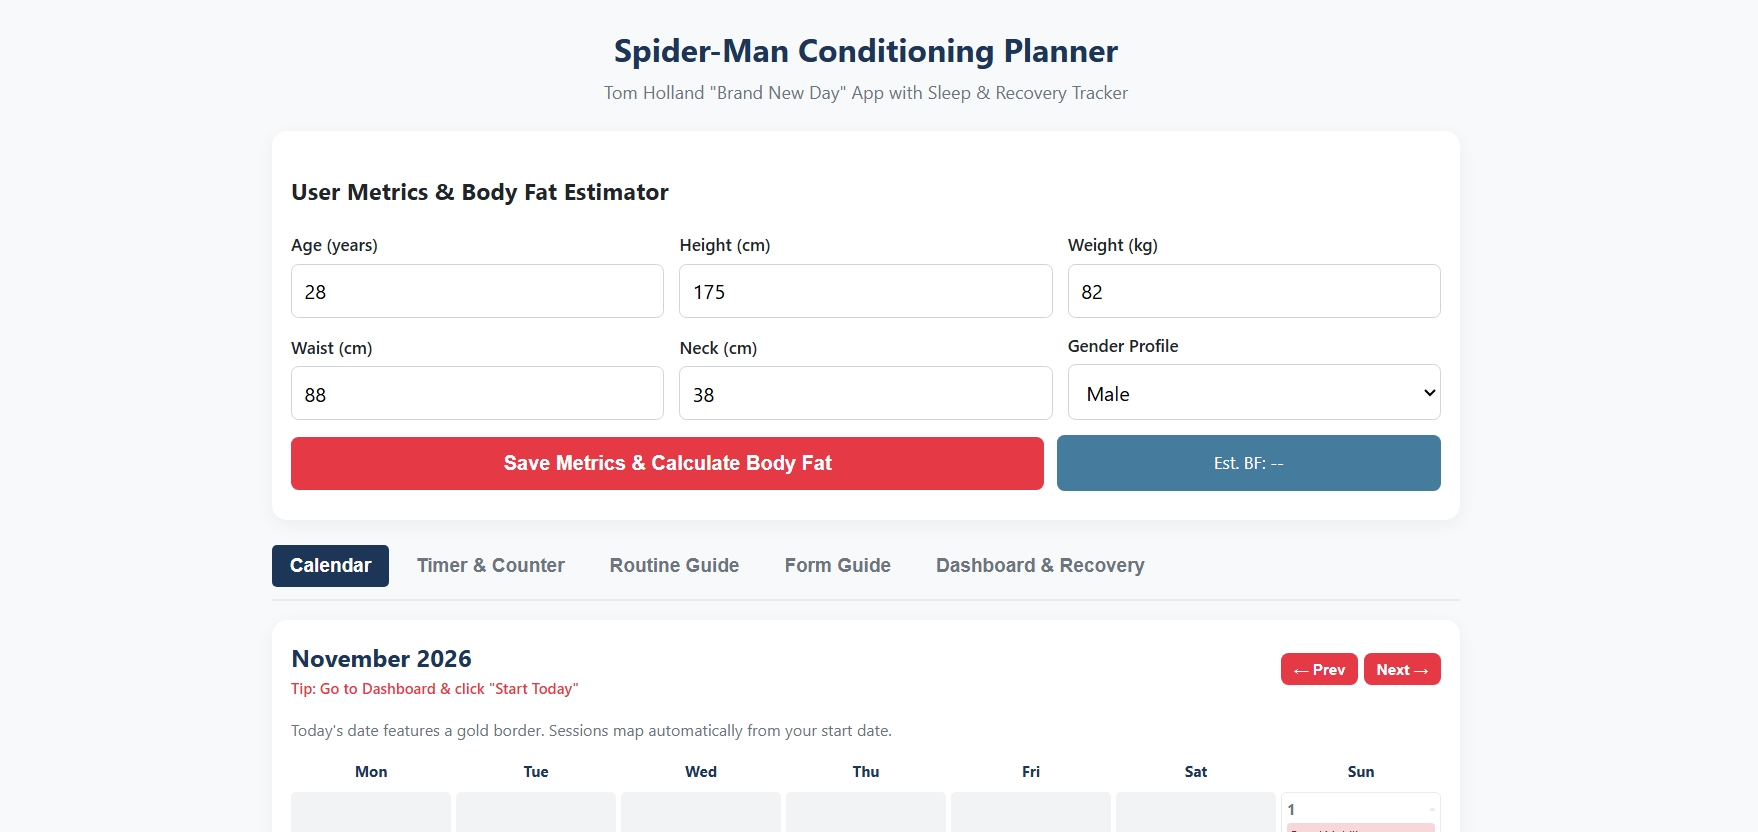 Spider-Man Conditioning Planner
Tom Holland "Brand New Day" App with Sleep & Recovery Tracker
User Metrics & Body Fat Estimator
Age (years)
Height (cm)
Weight (kg)
28
175
82
Waist (cm)
Neck (cm)
Gender Profile
88
38
Male
Save Metrics & Calculate Body Fat
Est. BF: --
Calendar
Timer & Counter
Routine Guide
Form Guide
Dashboard & Recovery
November 2026
← Prev
Next →
Tip: Go to Dashboard & click "Start Today"
Today's date features a gold border. Sessions map automatically from your start date.
Mon
Tue
Wed
Thu
Fri
Sat
Sun
1